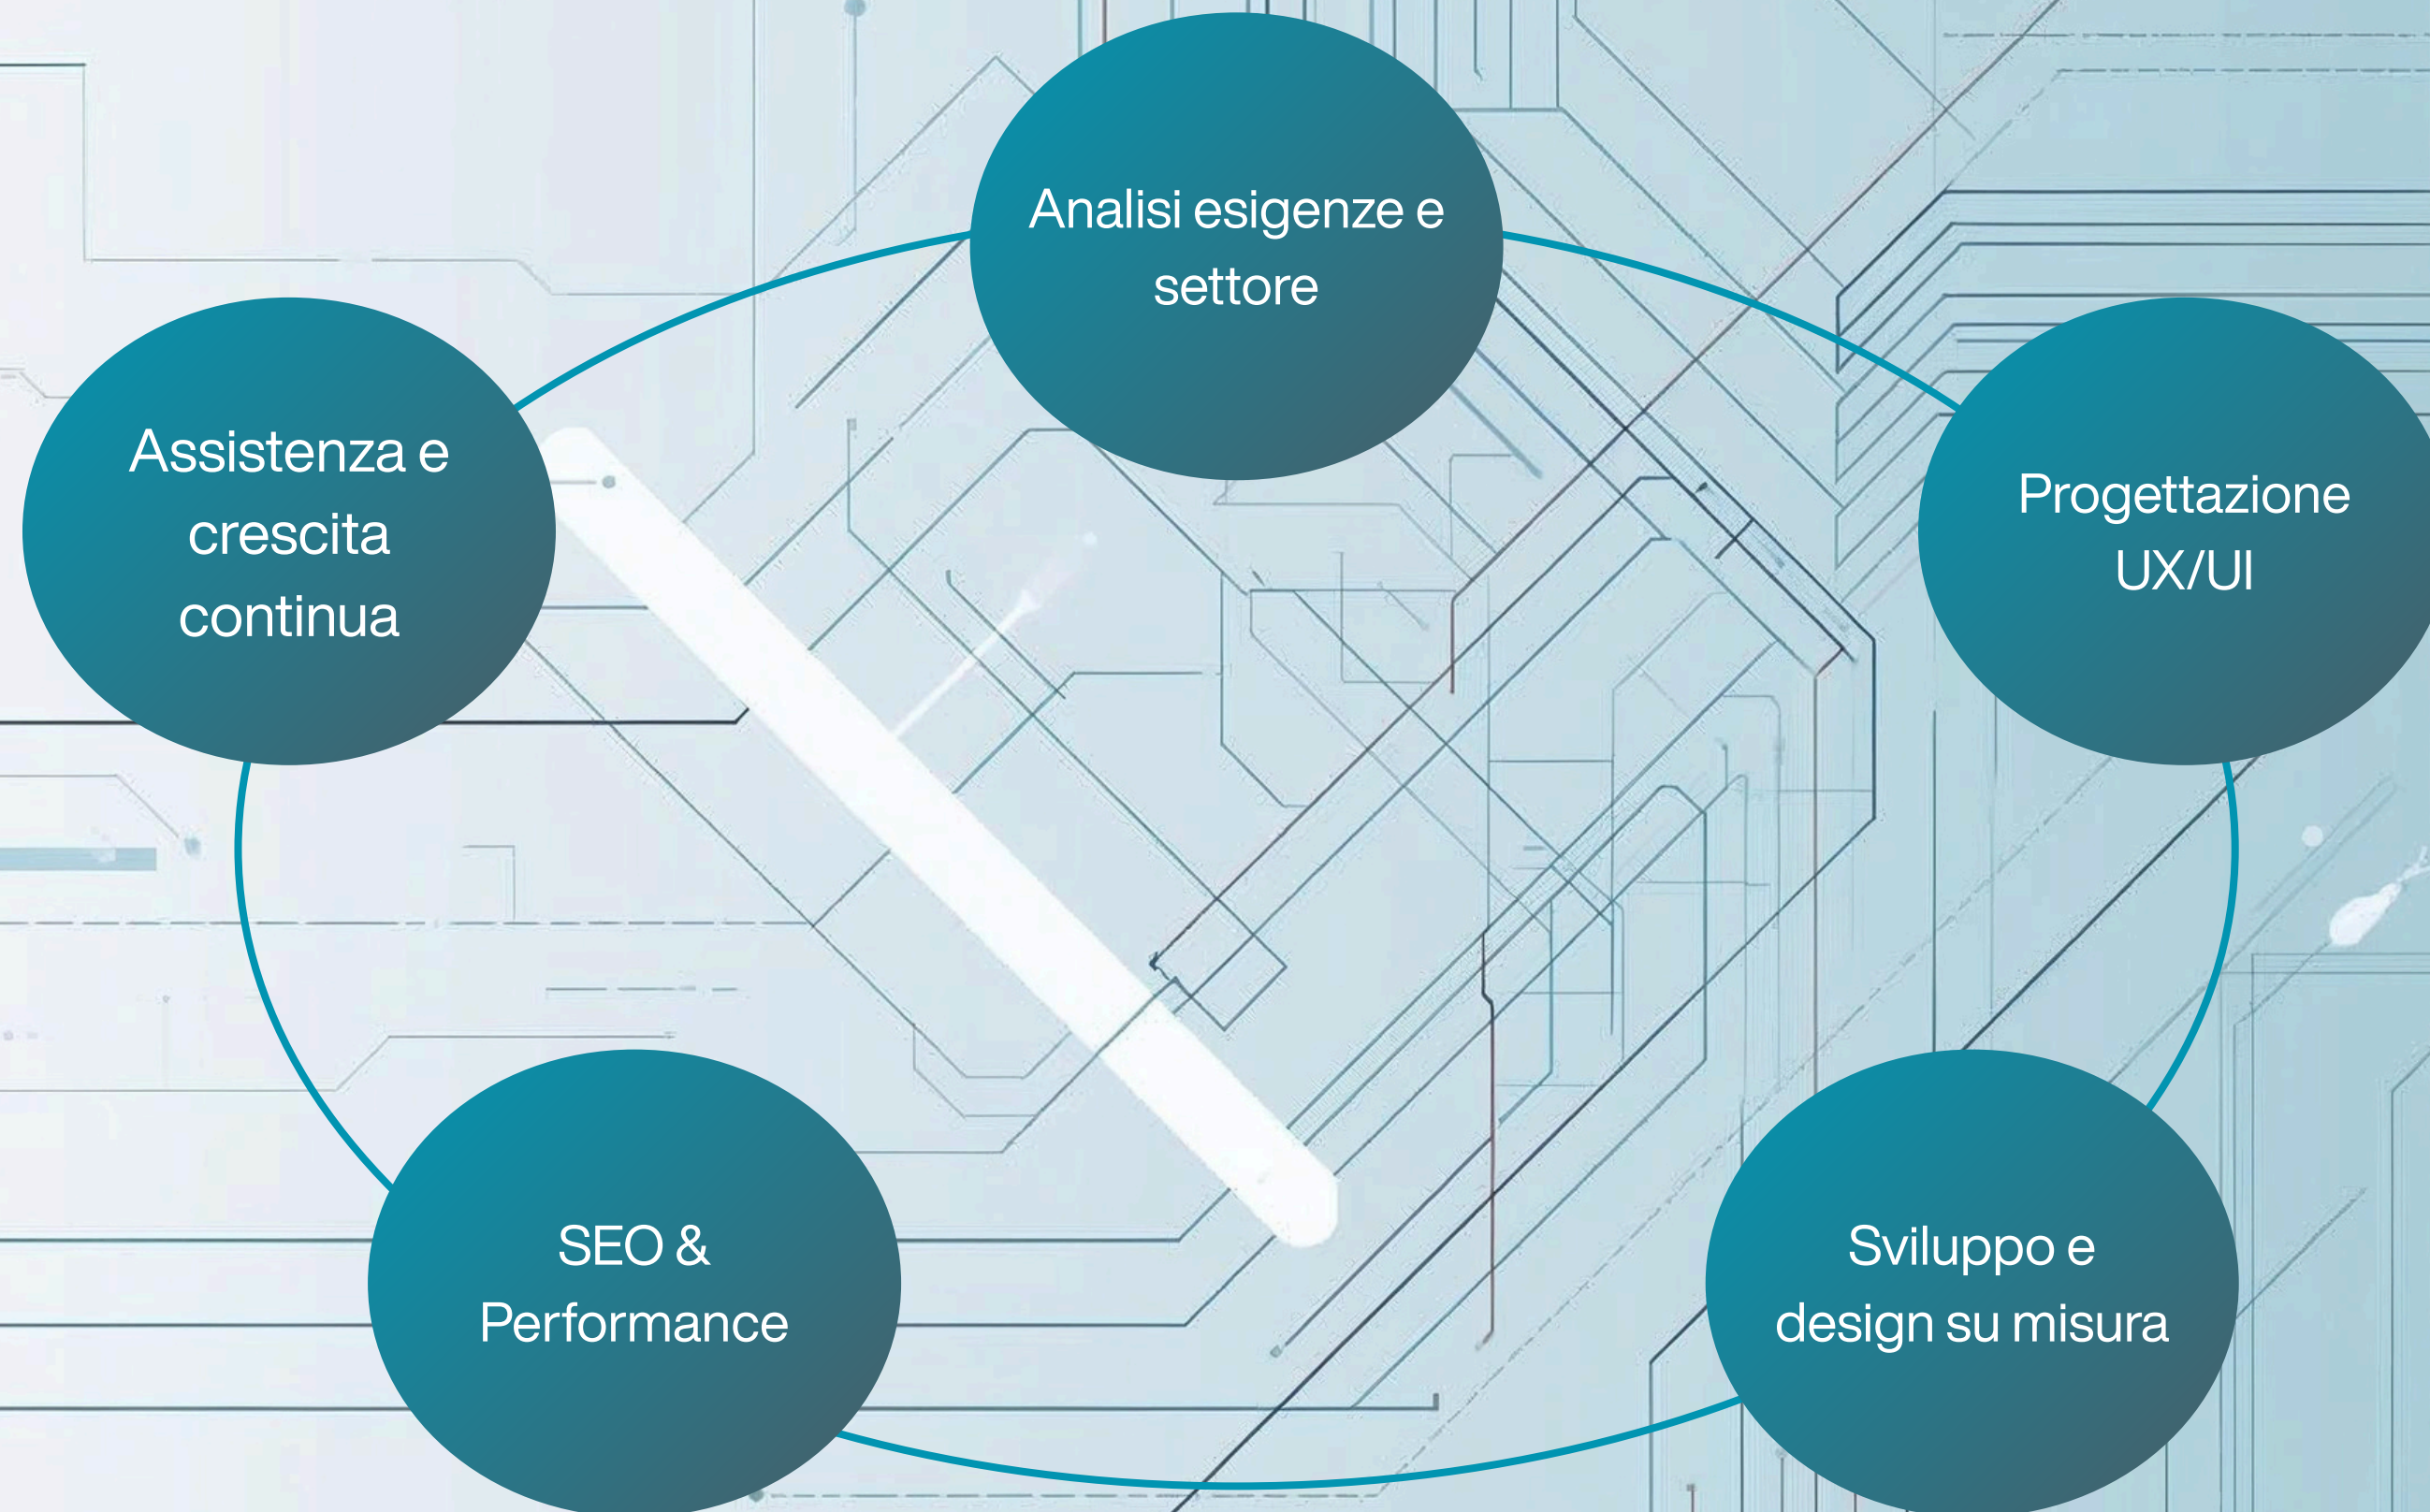 Analisi esigenze e
settore
Progettazione
UX/UI
Sviluppo e
design su misura
SEO &
Performance
Assistenza e
crescita
continua